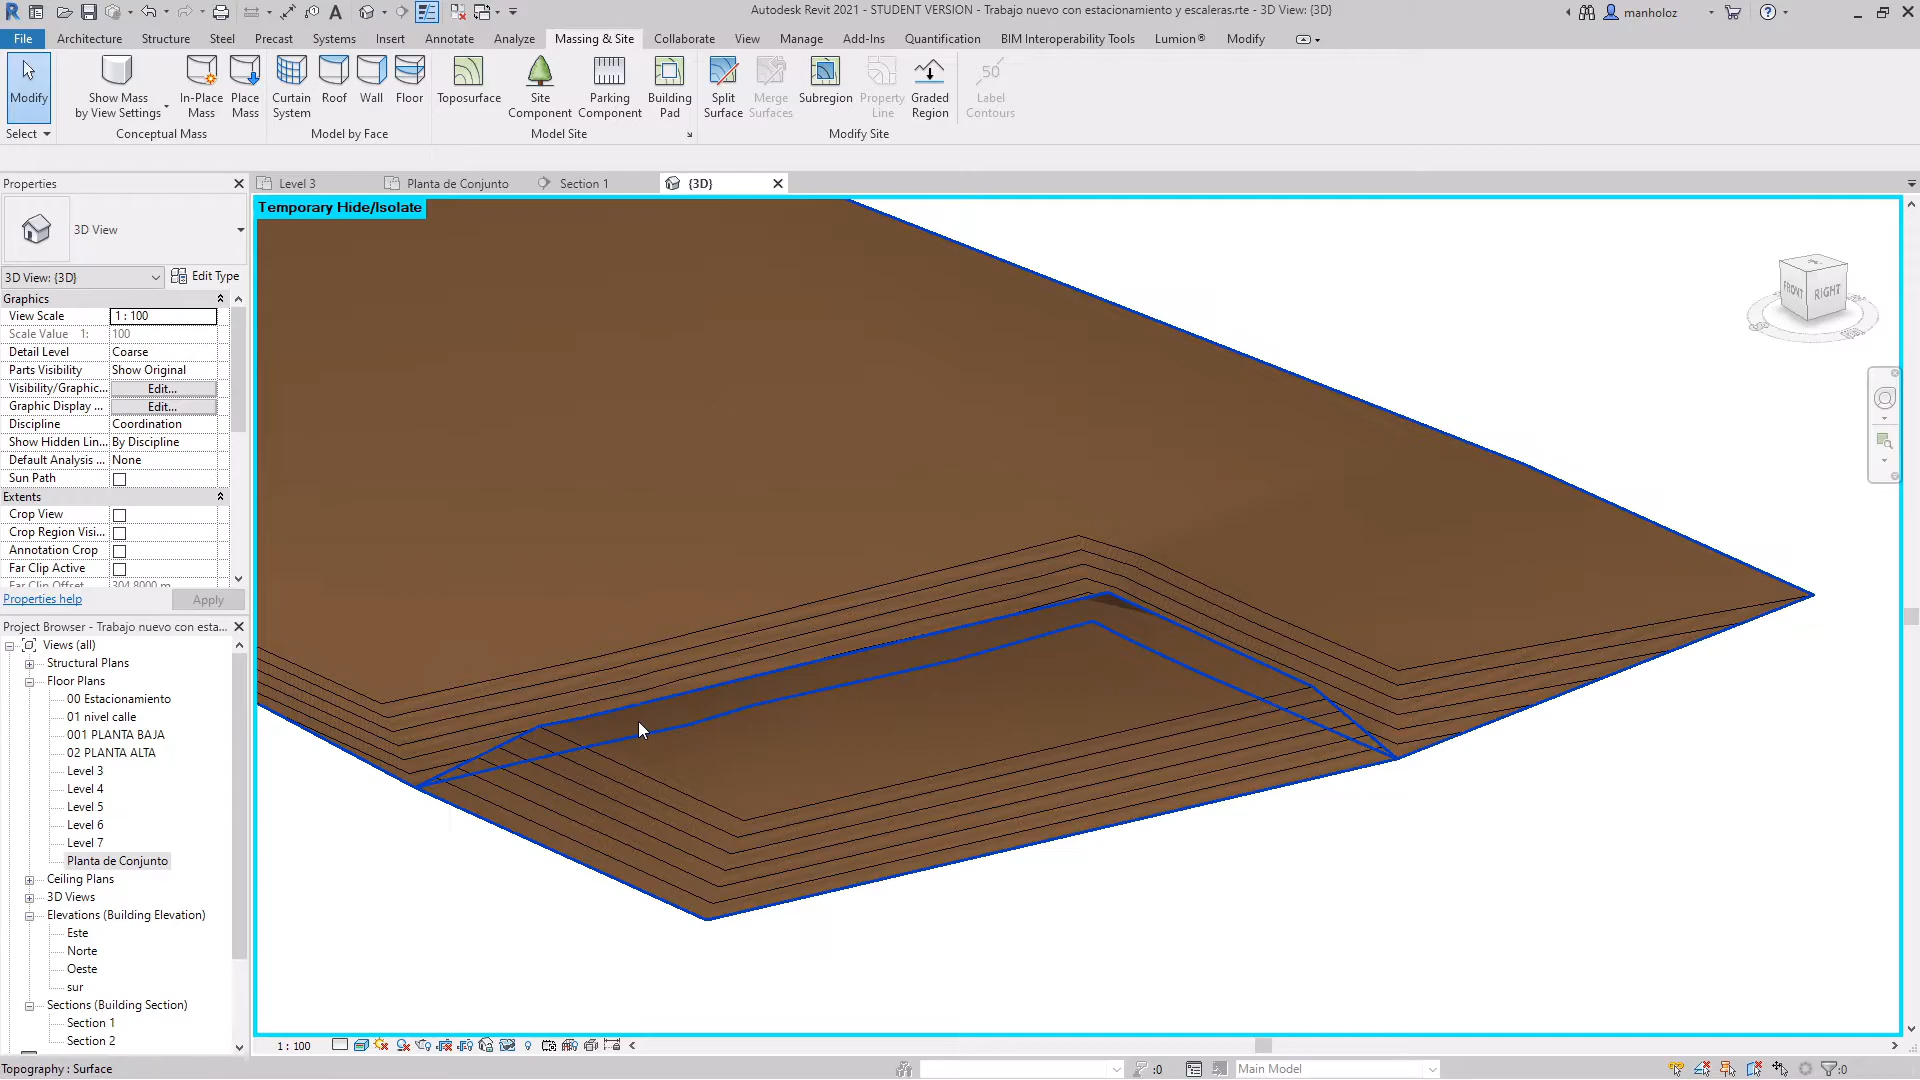 Autodesk Revit 2021 - STUDENT VERSION - Trabajo nuevo con estacionamiento y escaleras.rte - 3D View: {3D}
manholoz
File Architecture Structure Steel Precast Systems Insert Annotate Analyze Massing & Site Collaborate View Manage Add-Ins Quantification BIM Interoperability Tools Lumion® Modify
Modify
Show Mass by View Settings
In-Place Mass
Place Mass
Curtain System
Roof
Wall
Floor
Toposurface
Site Component
Parking Component
Building Pad
Split Surface
Merge Surfaces
Subregion
Property Line
Graded Region
50
Label Contours
Select
Conceptual Mass
Model by Face
Model Site
Modify Site
Properties
Level 3
Planta de Conjunto
Section 1
{3D}
Temporary Hide/Isolate
3D View
3D View: {3D}
Edit Type
Graphics
View Scale 1 : 100
Scale Value 1: 100
Detail Level Coarse
Parts Visibility Show Original
Visibility/Graphic... Edit...
Graphic Display ... Edit...
Discipline Coordination
Show Hidden Lin... By Discipline
Default Analysis ... None
Sun Path
Extents
Crop View
Crop Region Visi...
Annotation Crop
Far Clip Active
Far Clip Offset 304.8000 m
Properties help
Apply
Project Browser - Trabajo nuevo con esta...
Views (all)
Structural Plans
Floor Plans
00 Estacionamiento
01 nivel calle
001 PLANTA BAJA
02 PLANTA ALTA
Level 3
Level 4
Level 5
Level 6
Level 7
Planta de Conjunto
Ceiling Plans
3D Views
Elevations (Building Elevation)
Este
Norte
Oeste
sur
Sections (Building Section)
Section 1
Section 2
FRONT
RIGHT
1 : 100
Topography : Surface
:0
Main Model
:0